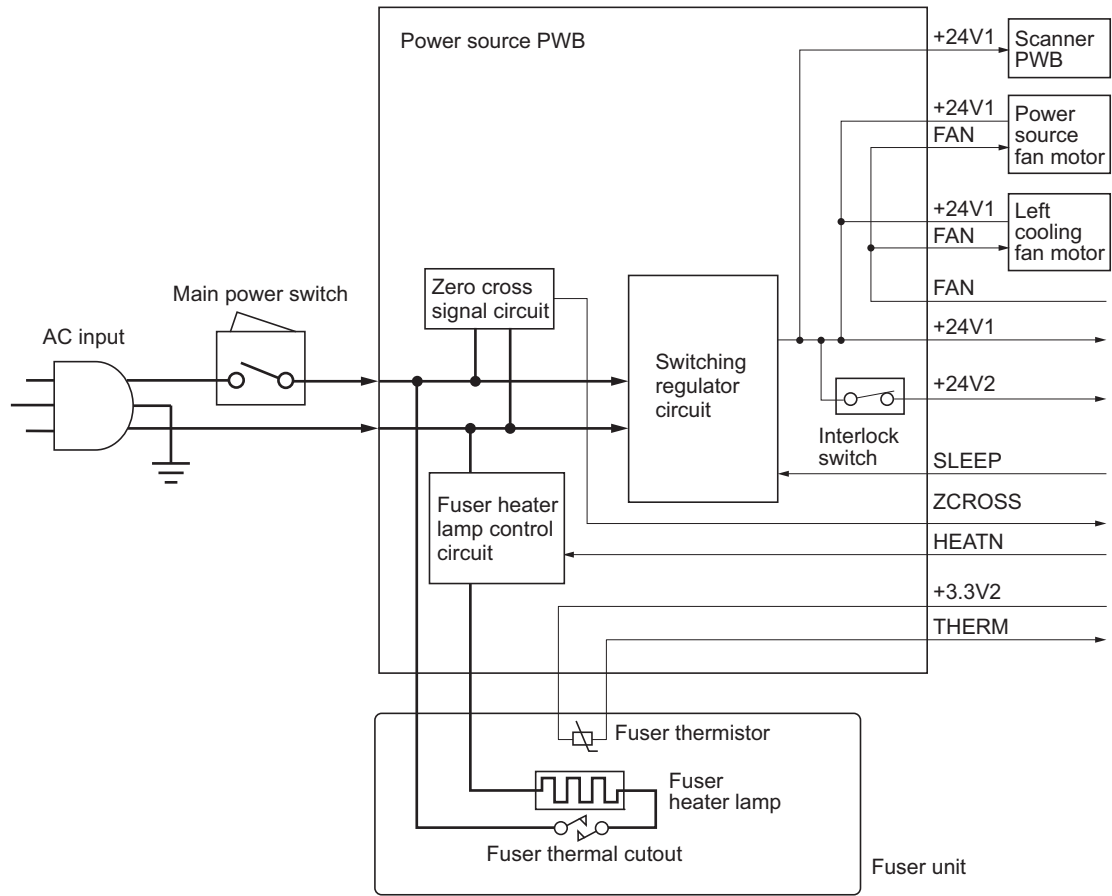 Power source PWB
+24V1
Scanner
PWB
+24V1
FAN
Power
source
fan motor
+24V1
FAN
Left
cooling
fan motor
FAN
+24V1
+24V2
Interlock
switch
SLEEP
ZCROSS
HEATN
+3.3V2
THERM
Main power switch
AC input
Zero cross
signal circuit
Switching
regulator
circuit
Fuser heater
lamp control
circuit
Fuser thermistor
Fuser
heater lamp
Fuser thermal cutout
Fuser unit